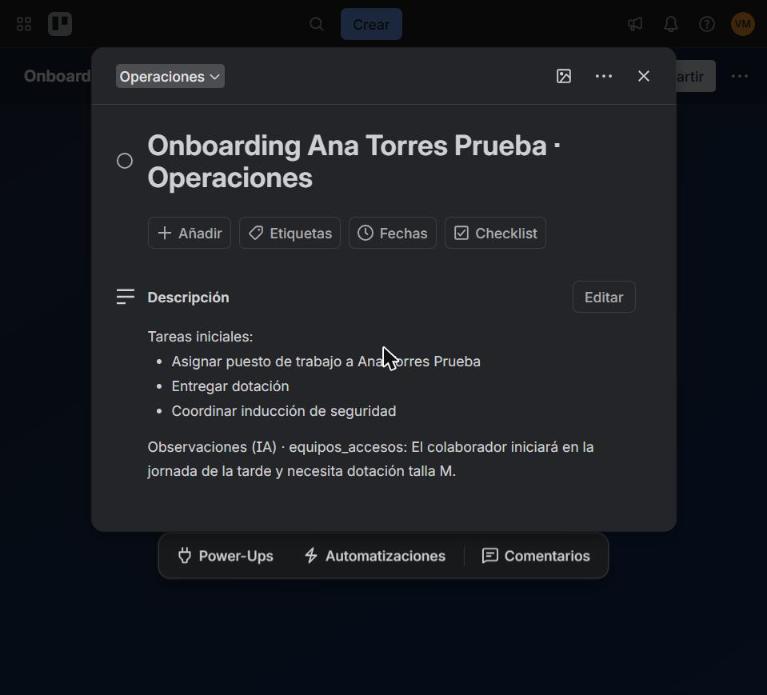 Crear
VM
Onboard
artir
Operaciones
Onboarding Ana Torres Prueba ·
Operaciones
Añadir
Etiquetas
Fechas
Checklist
Descripción
Editar
Tareas iniciales:
• Asignar puesto de trabajo a Ana Torres Prueba
• Entregar dotación
• Coordinar inducción de seguridad
Observaciones (IA) · equipos_accesos: El colaborador iniciará en la
jornada de la tarde y necesita dotación talla M.
Power-Ups
Automatizaciones
Comentarios